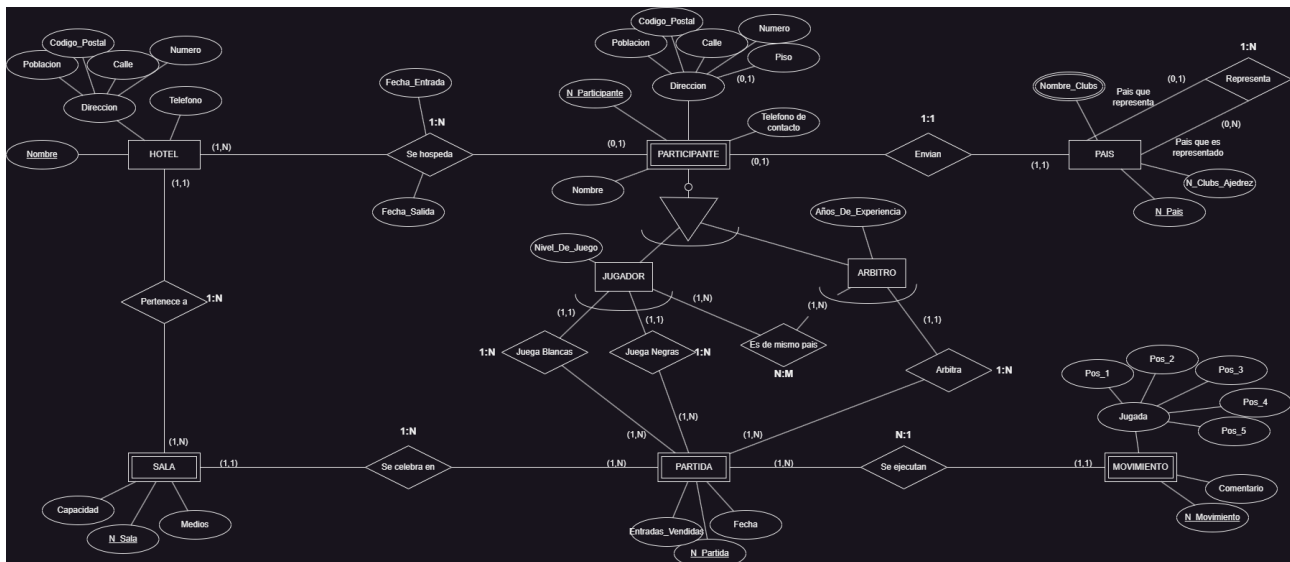 Codigo_Postal
Poblacion
Calle
Numero
Direccion
Telefono
Nombre
HOTEL
(1,N)
(1,1)
Fecha_Entrada
1:N
Se hospeda
Fecha_Salida
(0,1)
Codigo_Postal
Poblacion
Calle
Numero
Piso
(0,1)
Direccion
N_Participante
Telefono de
contacto
PARTICIPANTE
(0,1)
Nombre
1:1
Envian
(1,1)
1:N
Representa
(0,1)
Pais que
representa
(0,N)
Pais que es
representado
Nombre_Clubs
PAIS
N_Clubs_Ajedrez
N_Pais
Años_De_Experiencia
Nivel_De_Juego
JUGADOR
ARBITRO
(1,1)
(1,1)
(1,N)
(1,N)
(1,1)
Pertenece a
1:N
1:N
Juega Blancas
Juega Negras
1:N
Es de mismo pais
N:M
Arbitra
1:N
(1,N)
(1,N)
(1,N)
(1,N)
SALA
(1,1)
1:N
Se celebra en
(1,N)
PARTIDA
(1,N)
N:1
Se ejecutan
(1,1)
MOVIMIENTO
Pos_1
Pos_2
Pos_3
Pos_4
Pos_5
Jugada
Comentario
N_Movimiento
Capacidad
N_Sala
Medios
Entradas_Vendidas
N_Partida
Fecha